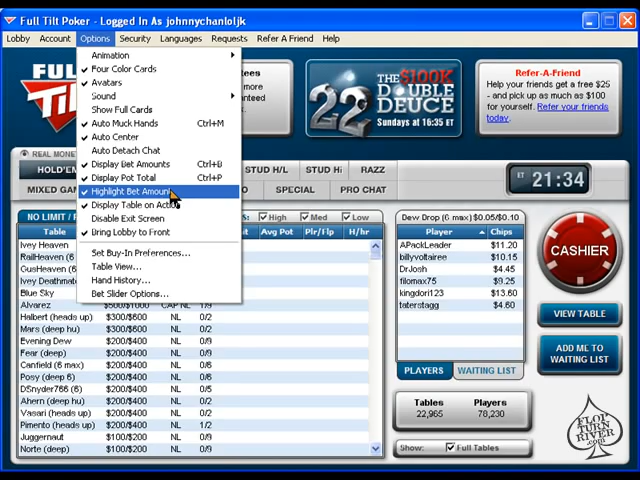 Full Tilt Poker - Logged In As johnnychanloljk
Lobby Account Options Security Languages Requests Refer A Friend Help
Animation
Four Color Cards
Avatars
Sound
Show Full Cards
Auto Muck Hands Ctrl+M
Auto Center
Auto Detach Chat
Display Bet Amounts Ctrl+B
Display Pot Total Ctrl+P
Highlight Bet Amount
Display Table on Action
Disable Exit Screen
Bring Lobby to Front
Set Buy-In Preferences...
Table View...
Hand History...
Bet Slider Options...
FUL
THE $100K
DOUBLE
DEUCE
22
Sundays at 16:35 ET
Refer-A-Friend
Help your friends get a free $25
- and pick up as much as $100
for yourself. Refer your friends
today.
REAL MONE
HOLD'EM STUD H/L STUD H RAZZ
MIXED GAM SPECIAL PRO CHAT
ET 21:34
NO LIMIT / High Med Low
Table Avg Pot Plr/Flp H/hr
Ivey Heaven
RailHeaven (6
GusHeaven (6
Ivey Deathmat
Blue Sky
Alvarez $500/$1000 CAP NL 1/9
Halbert (heads up) $300/$600 NL 0/2
Mars (deep hu) $300/$600 NL 0/2
Evening Dew $200/$400 NL 0/9
Fear (deep) $200/$400 NL 0/9
Canfield (6 max) $200/$400 NL 0/6
Posy (deep 6) $200/$400 NL 0/6
DSnyder766 (6) $200/$400 NL 0/6
Ahern (deep hu) $200/$400 NL 0/2
Vasari (heads up) $200/$400 NL 0/2
Pimento (heads up) $200/$400 NL 1/2
Juggernaut $100/$200 NL 0/9
Norte (deep) $100/$200 NL 0/9
Dew Drop (6 max) $0.05/$0.10
Player Chips
APackLeader $11.20
billyvoltairee $10.15
DrJosh $4.45
filomax75 $9.25
kingdori123 $13.60
taterstagg $4.60
PLAYERS WAITING LIST
CASHIER
VIEW TABLE
ADD ME TO
WAITING LIST
Tables Players
22,965 78,230
Show: Full Tables
FLOP
TURN
RIVER
.com